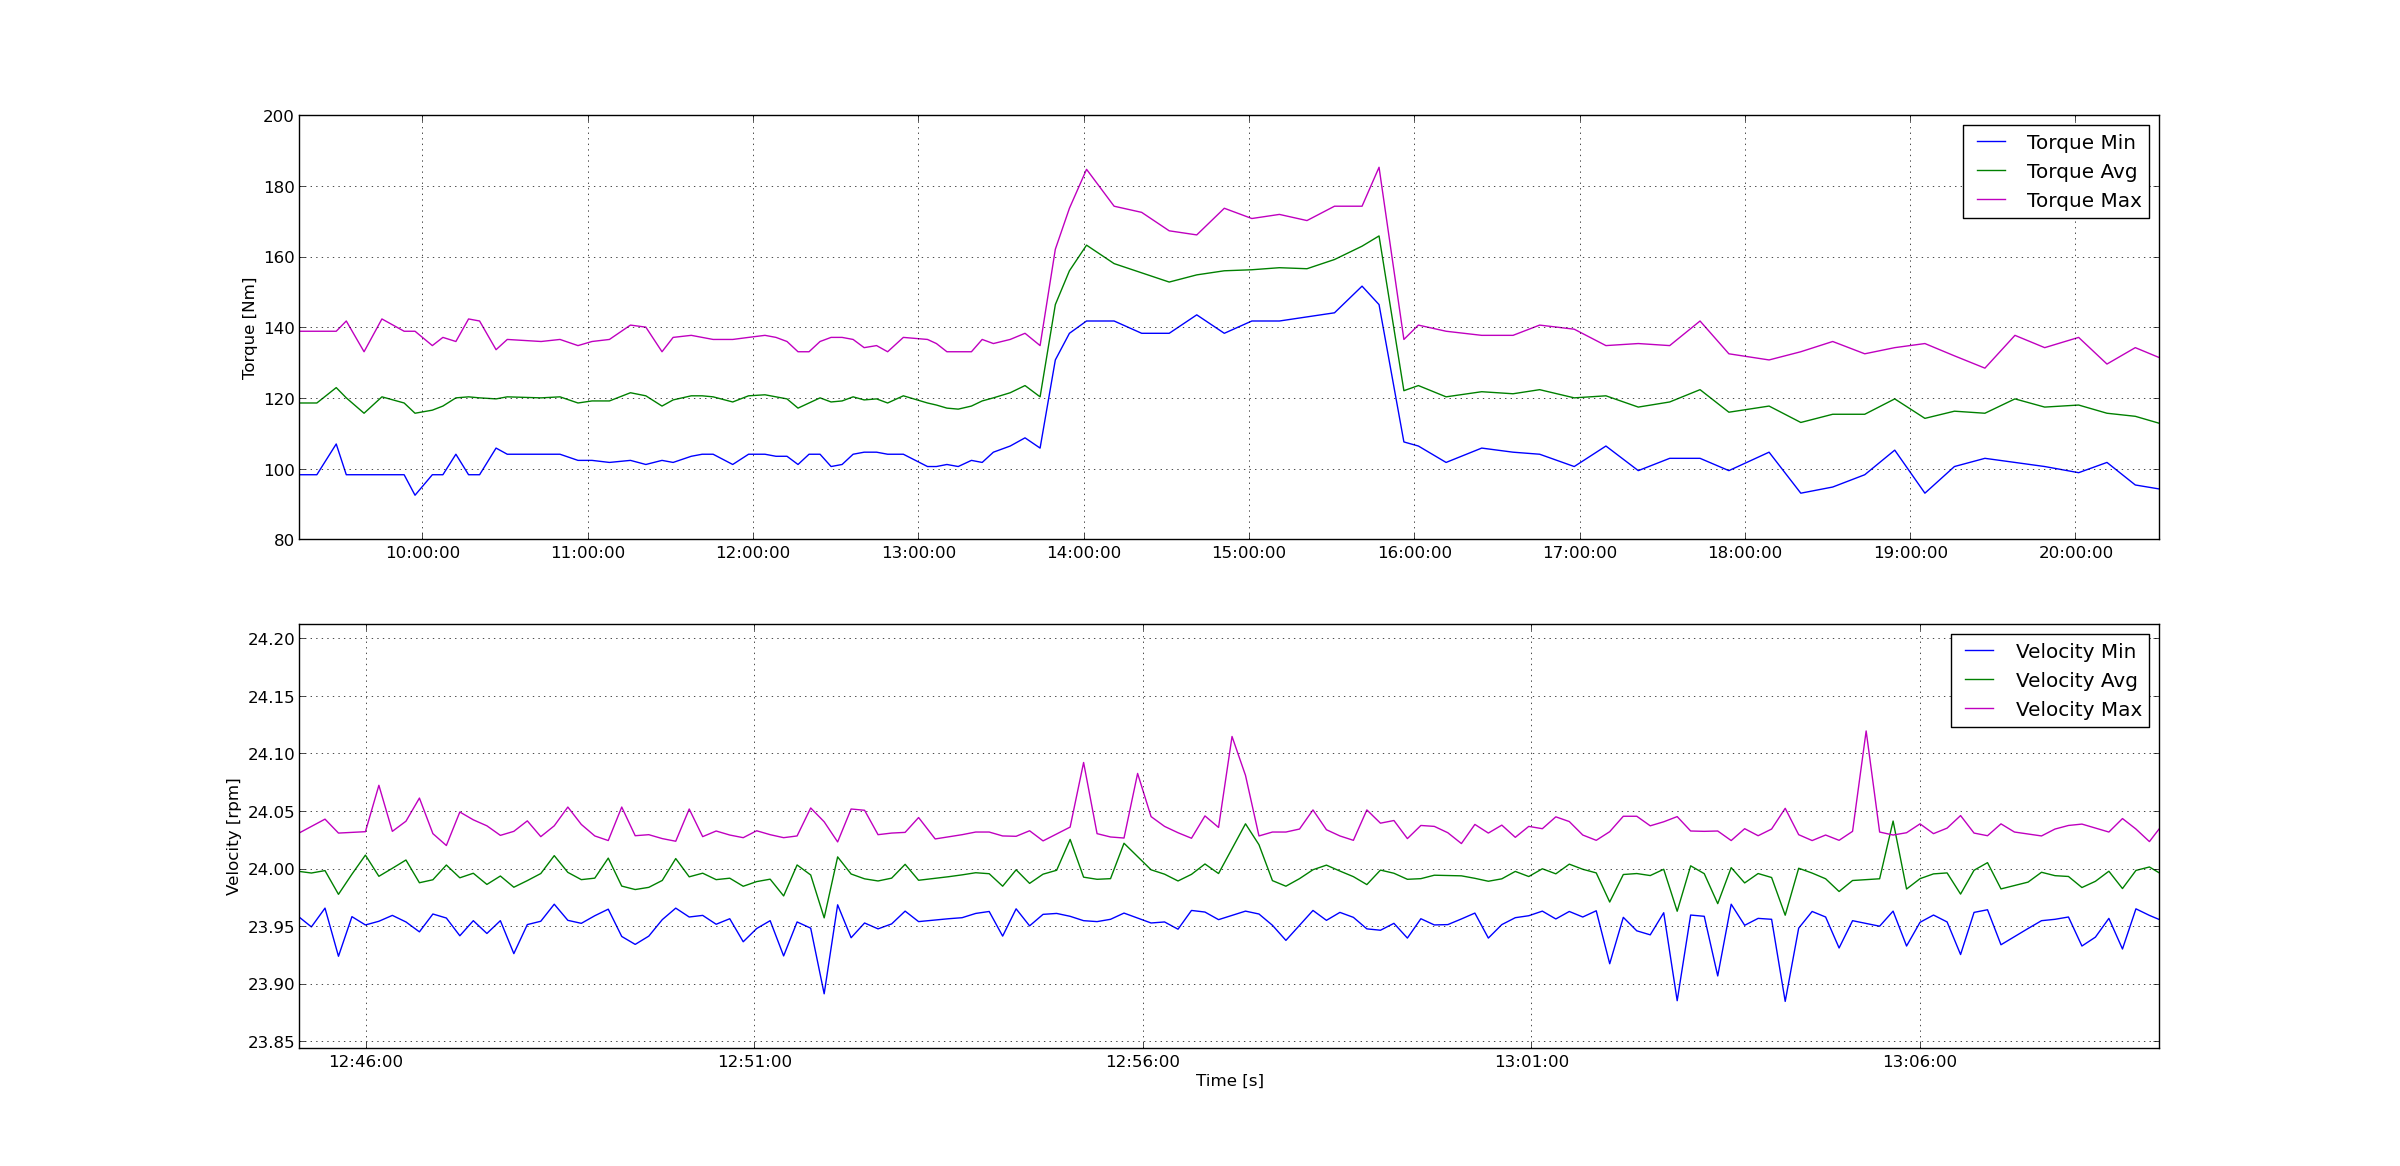 200
180
160
140
120
100
80
Torque [Nm]
Torque Min
Torque Avg
Torque Max
10:00:00 11:00:00 12:00:00 13:00:00 14:00:00 15:00:00 16:00:00 17:00:00 18:00:00 19:00:00 20:00:00
24.20
24.15
24.10
24.05
24.00
23.95
23.90
23.85
Velocity [rpm]
Velocity Min
Velocity Avg
Velocity Max
12:46:00 12:51:00 12:56:00 13:01:00 13:06:00
Time [s]